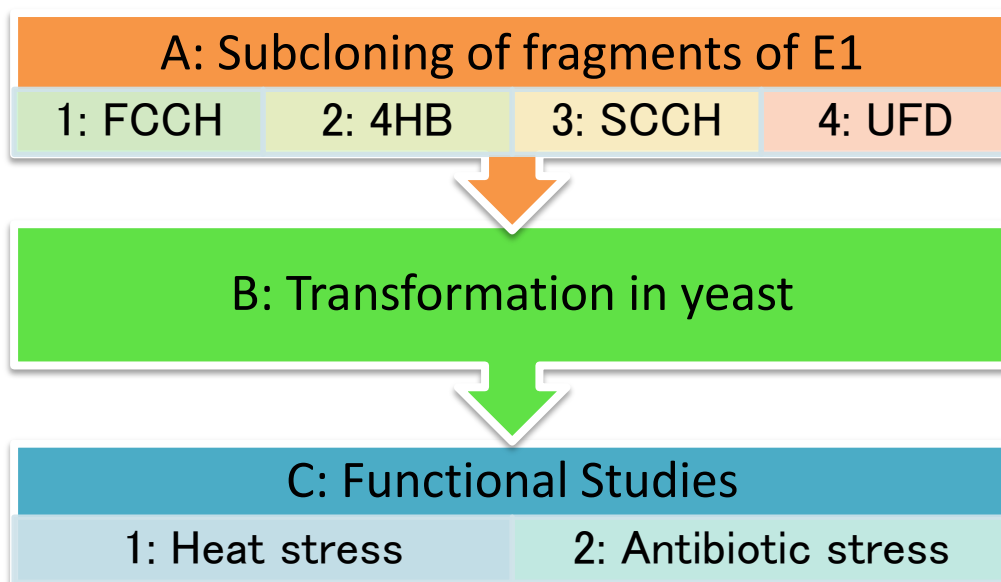 A: Subcloning of fragments of E1
1: FCCH 2: 4HB 3: SCCH 4: UFD
B: Transformation in yeast
C: Functional Studies
1: Heat stress 2: Antibiotic stress